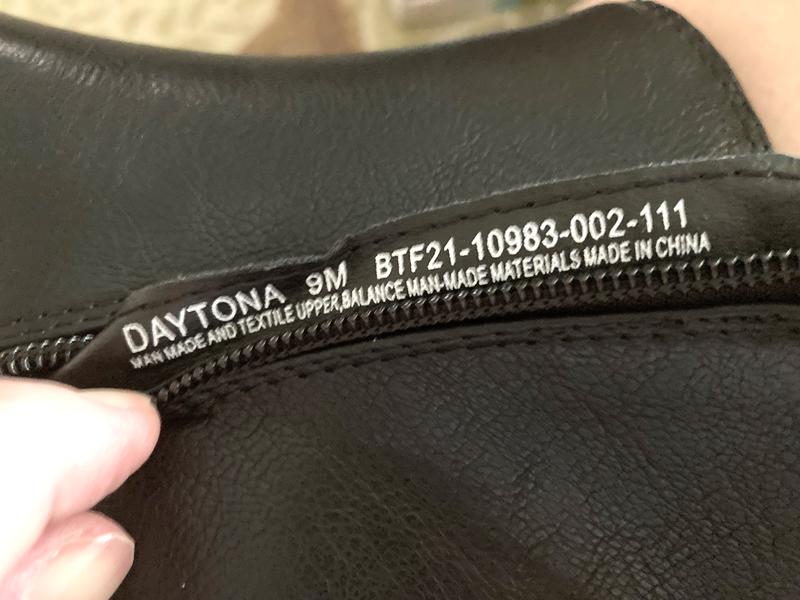 DAYTONA 9M BTF21-10983-002-111
MAN MADE AND TEXTILE UPPER,BALANCE MAN-MADE MATERIALS MADE IN CHINA